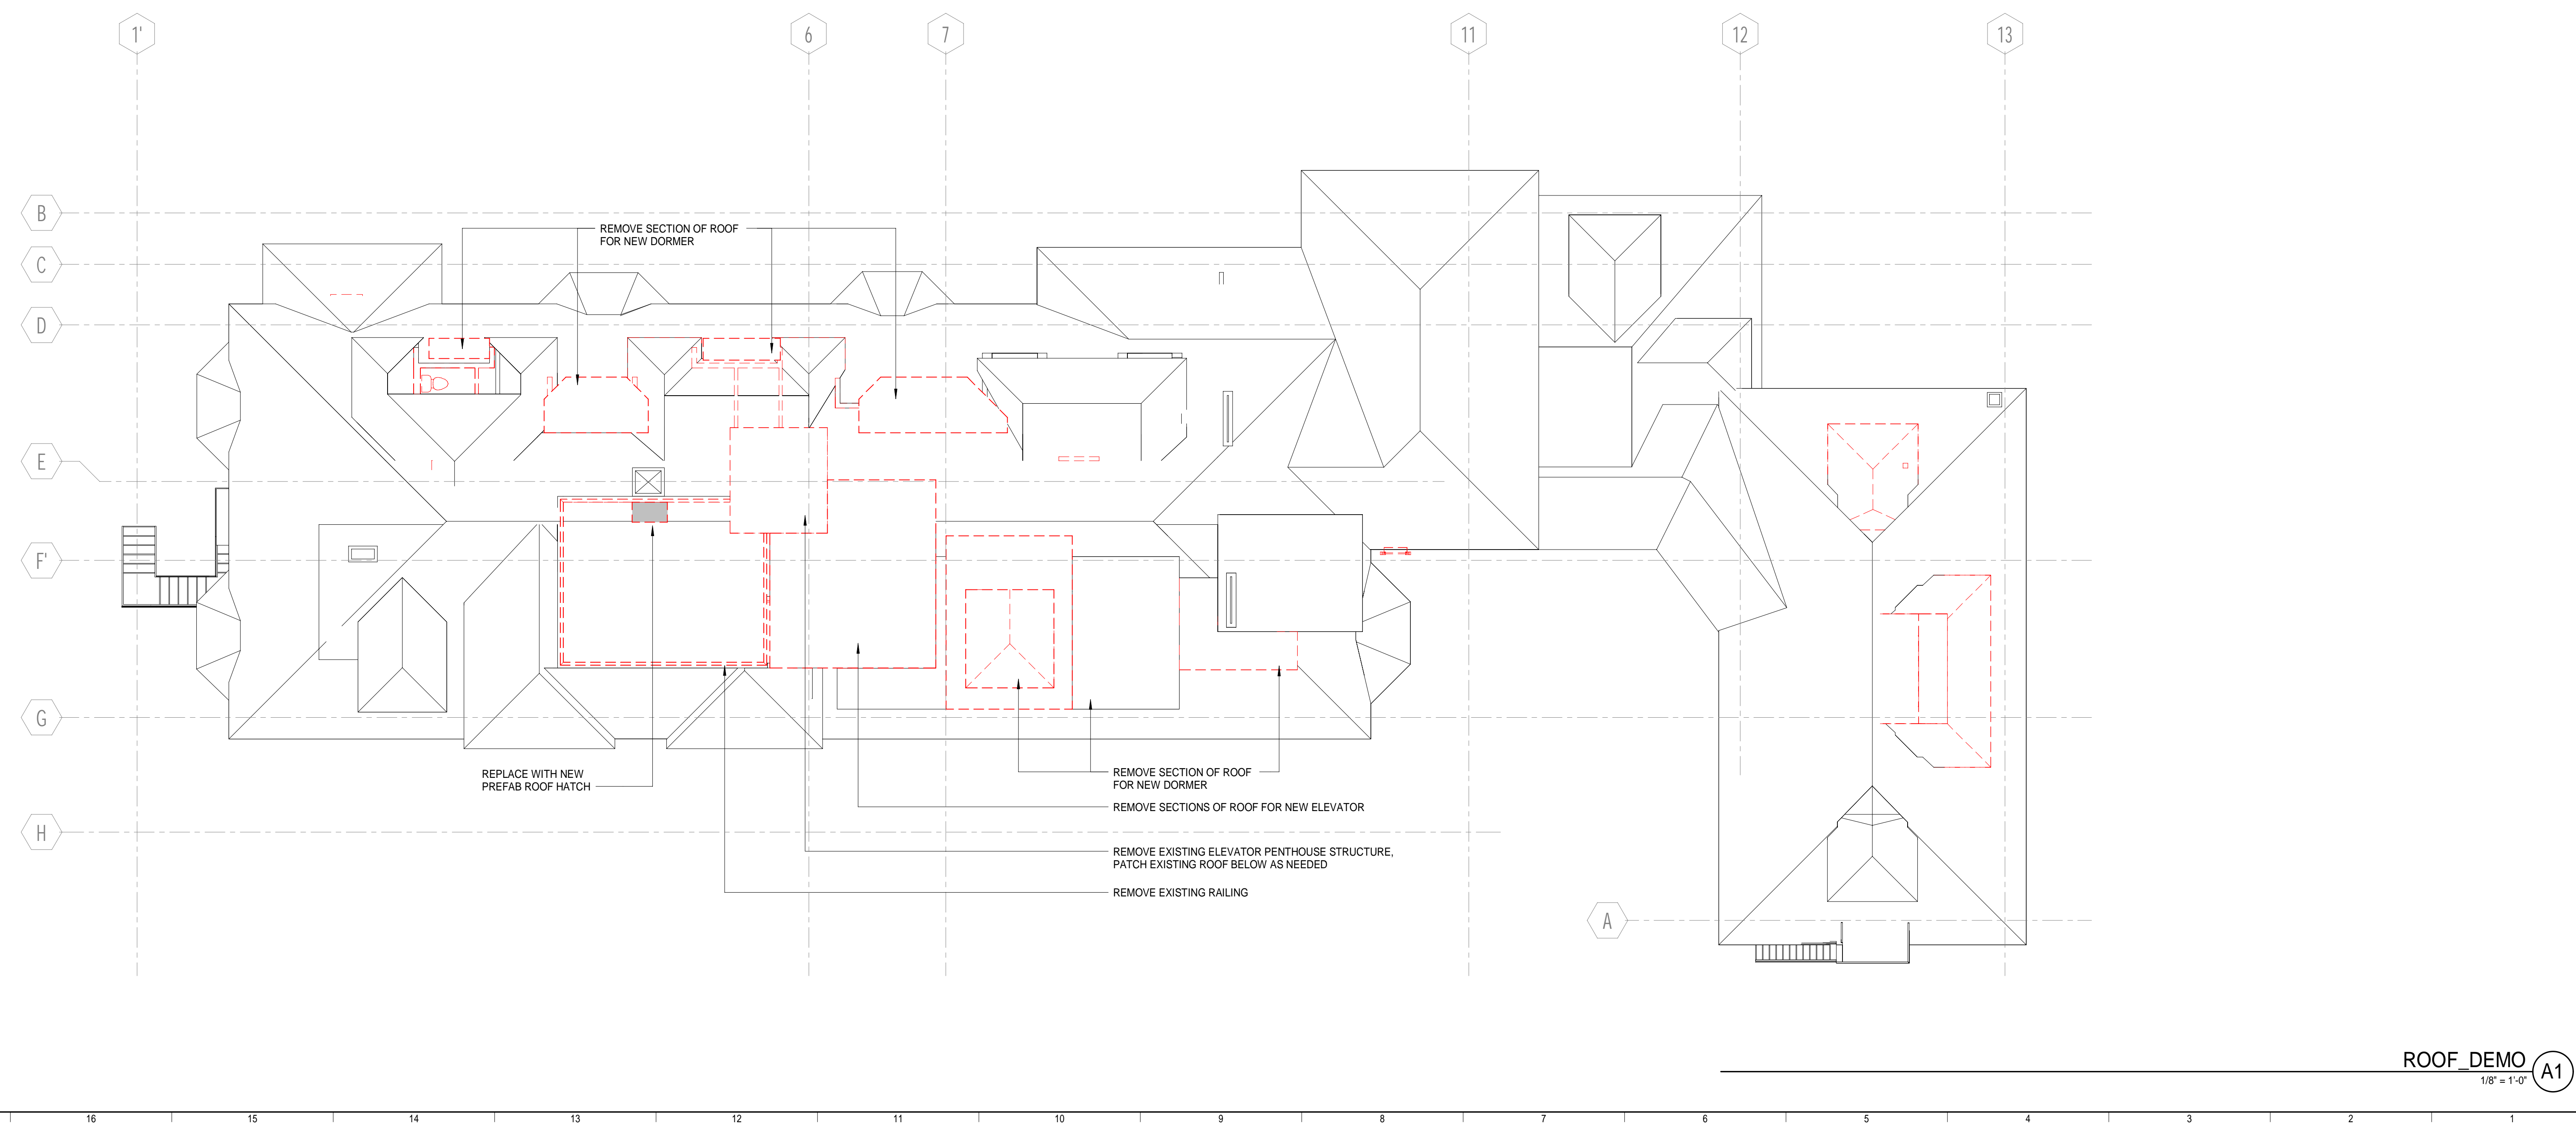 1' 6 7 11 12 13
B
REMOVE SECTION OF ROOF
FOR NEW DORMER
C
D
E
F'
G
REPLACE WITH NEW
PREFAB ROOF HATCH
REMOVE SECTION OF ROOF
FOR NEW DORMER
REMOVE SECTIONS OF ROOF FOR NEW ELEVATOR
H
REMOVE EXISTING ELEVATOR PENTHOUSE STRUCTURE,
PATCH EXISTING ROOF BELOW AS NEEDED
REMOVE EXISTING RAILING
A
ROOF_DEMO
A1
1/8" = 1'-0"
16 15 14 13 12 11 10 9 8 7 6 5 4 3 2 1